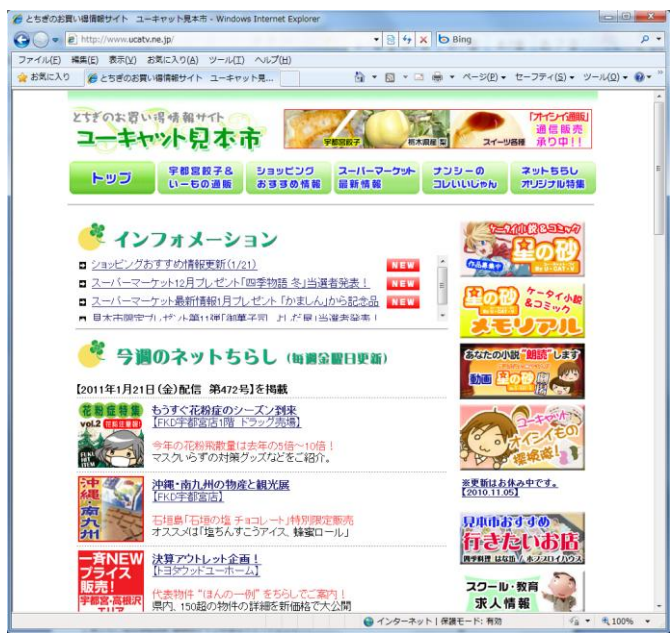 とちぎのお買い得情報サイト ユーキャット見本市 - Windows Internet Explorer
http://www.ucatv.ne.jp/
Bing
ファイル(F) 編集(E) 表示(V) お気に入り(A) ツール(T) ヘルプ(H)
お気に入り とちぎのお買い得情報サイト ユーキャット見... ページ(P) セーフティ(S) ツール(O)
とちぎのお買い得情報サイト
ユーキャット見本市
宇都宮餃子 栃木県産 梨 スイーツ各種
「オイシイ通販」
通信販売
承り中!!
トップ
宇都宮餃子&
い~もの通販
ショッピング
おすすめ情報
スーパーマーケット
最新情報
ナンシーの
コレいいじゃん
ネットちらし
オリジナル特集
インフォメーション
ショッピングおすすめ情報更新(1/21) NEW
スーパーマーケット12月プレゼント「四季物語 冬」当選者発表! NEW
スーパーマーケット最新情報1月プレゼント「かましん」から記念品 NEW
今週のネットちらし (毎週金曜日更新)
【2011年1月21日(金)配信 第472号】を掲載
花粉症特集
vol.2
もうすぐ花粉症のシーズン到来
【FKD宇都宮店1階 ドラッグ売場】
今年の花粉飛散量は去年の5倍~10倍!
マスクいらずの対策グッズなどをご紹介。
沖縄・南九州
沖縄・南九州の物産と観光展
【FKD宇都宮店】
石垣島「石垣の塩 チョコレート」特別限定販売
オススメは「塩ちんすこうアイス、蜂蜜ロール」
一斉NEW
プライス
販売!
宇都宮・高根沢
エリア
決算アウトレット企画!
【トヨタウッドユーホーム】
代表物件 “ほんの一例” をちらしでご案内!
県内、150超の物件の詳細を新価格で大公開
ケータイ小説&コミック
星の砂
作品募集中
星の砂
ケータイ小説
&コミック
メモリアル
あなたの小説"朗読"します
動画 星の砂 劇場
ユーキャット
オイシイもの
探検隊!
※更新はお休み中です。
【2010.11.05】
見本市おすすめ
行きたいお店
スクール・教育
求人情報
インターネット | 保護モード: 有効 100%